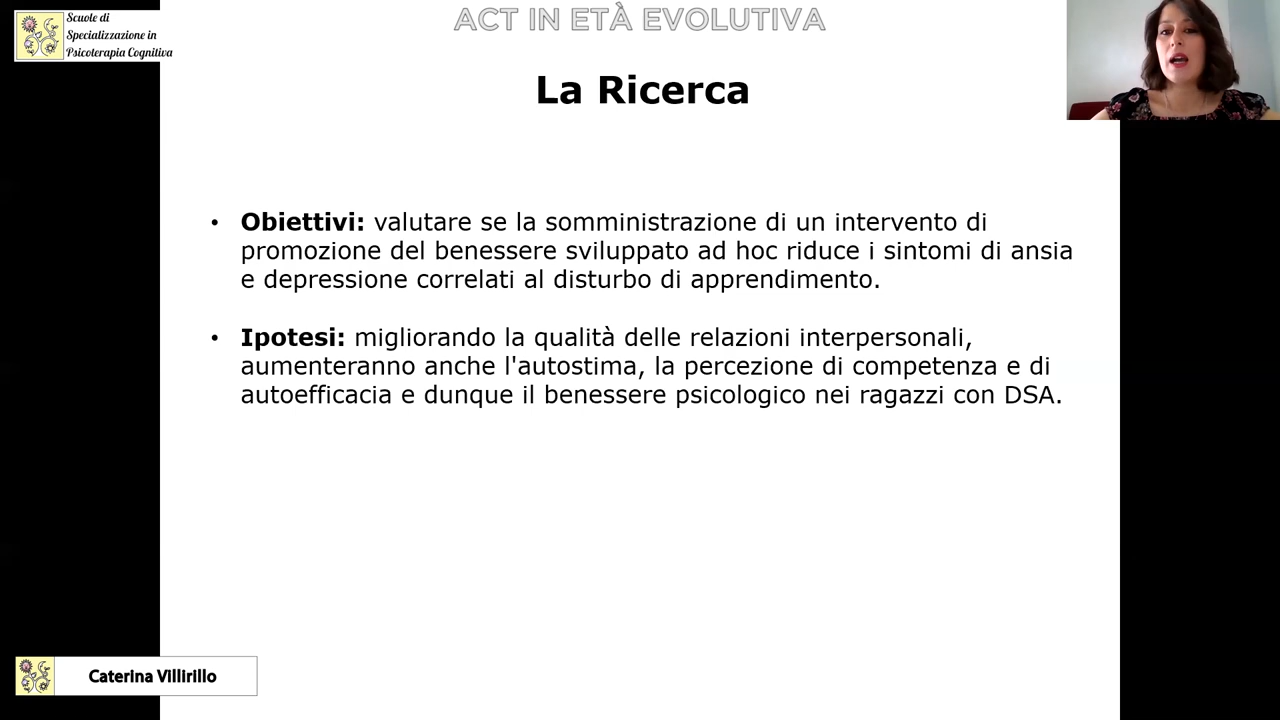 Scuole di
Specializzazione in
Psicoterapia Cognitiva
ACT IN ETÀ EVOLUTIVA
La Ricerca
• Obiettivi: valutare se la somministrazione di un intervento di
promozione del benessere sviluppato ad hoc riduce i sintomi di ansia
e depressione correlati al disturbo di apprendimento.
• Ipotesi: migliorando la qualità delle relazioni interpersonali,
aumenteranno anche l'autostima, la percezione di competenza e di
autoefficacia e dunque il benessere psicologico nei ragazzi con DSA.
Caterina Villirillo